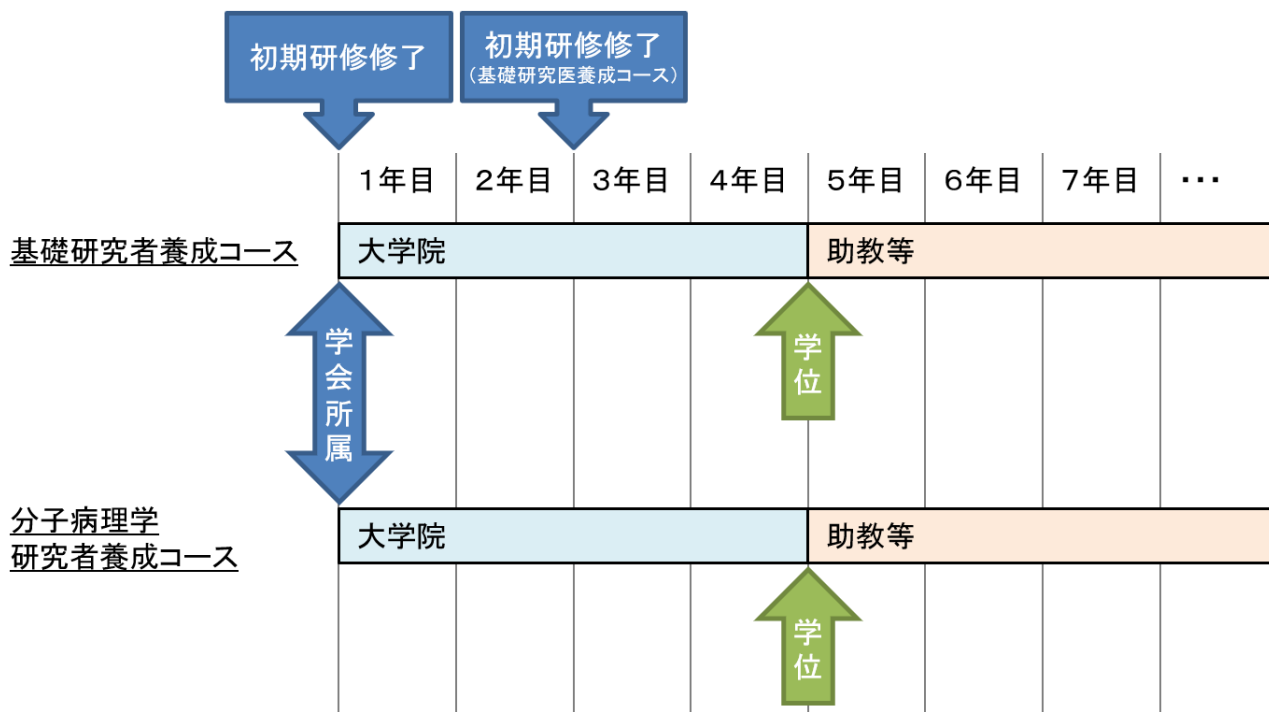 初期研修修了
初期研修修了
（基礎研究医養成コース）
1年目
2年目
3年目
4年目
5年目
6年目
7年目
･･･
基礎研究者養成コース
大学院
助教等
学会所属
学位
分子病理学
研究者養成コース
大学院
助教等
学位